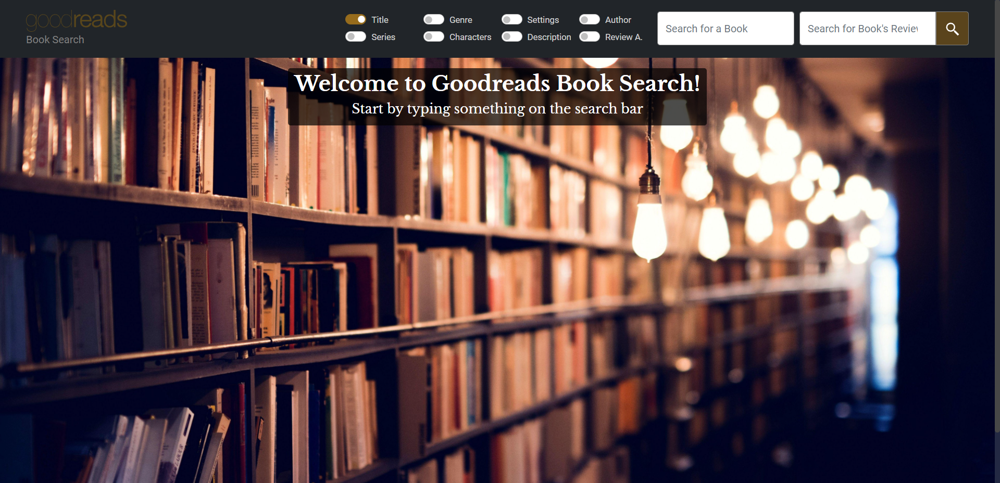 goodreads
Book Search
Title Genre Settings Author
Series Characters Description Review A.
Search for a Book
Search for Book's Review
Welcome to Goodreads Book Search!
Start by typing something on the search bar